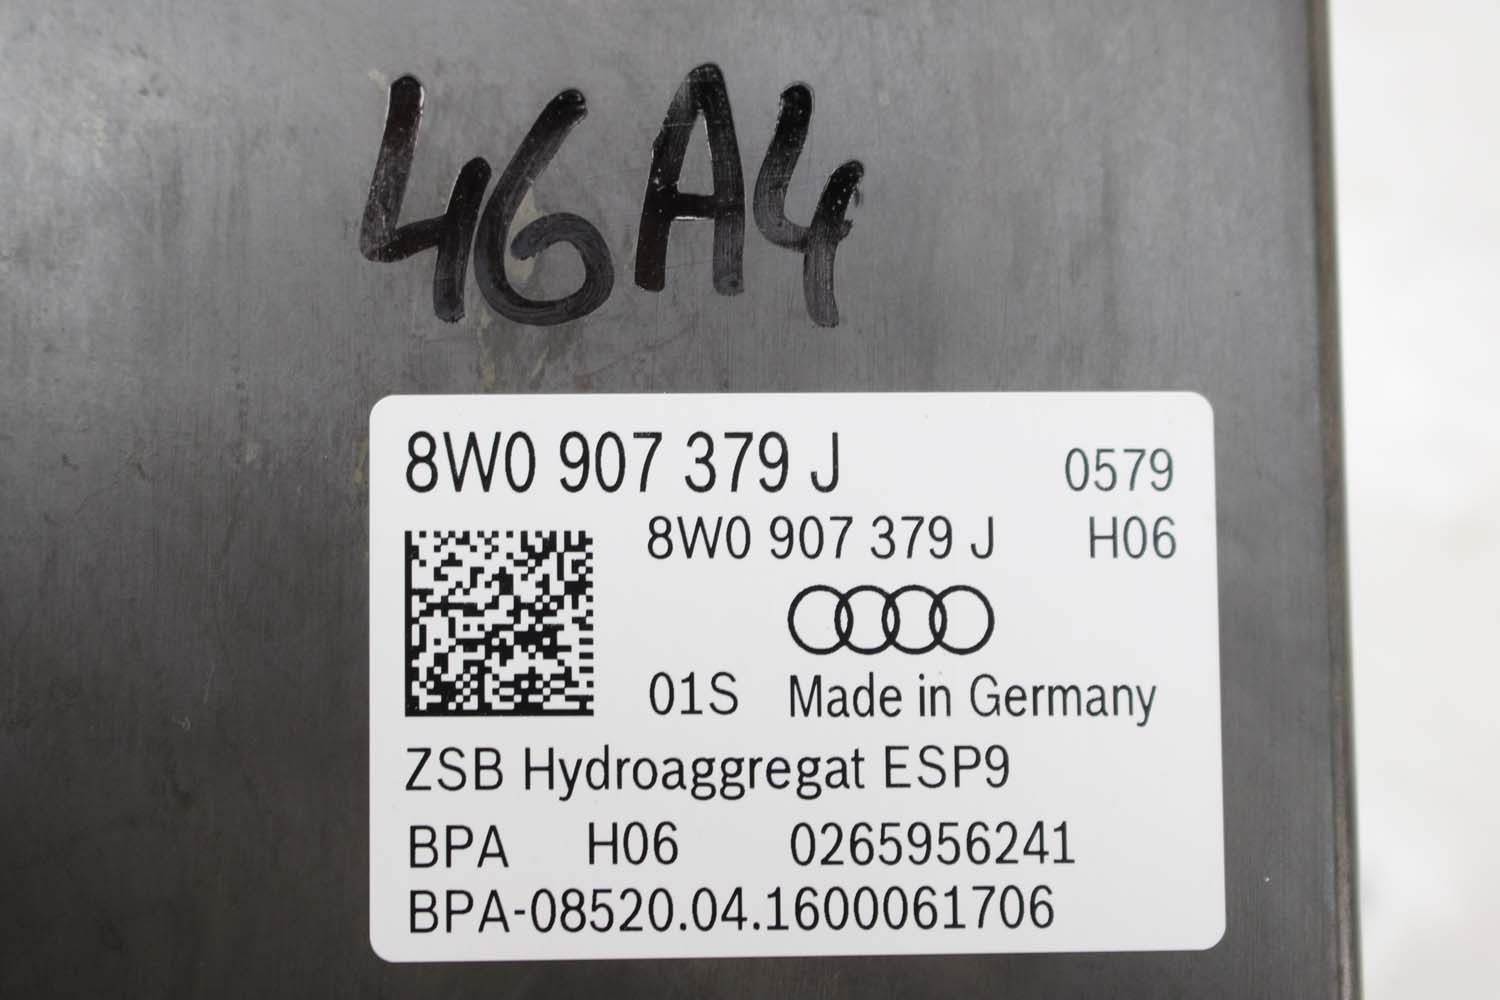 46A4
8W0 907 379 J 0579
8W0 907 379 J H06
01S Made in Germany
ZSB Hydroaggregat ESP9
BPA H06 0265956241
BPA-08520.04.1600061706